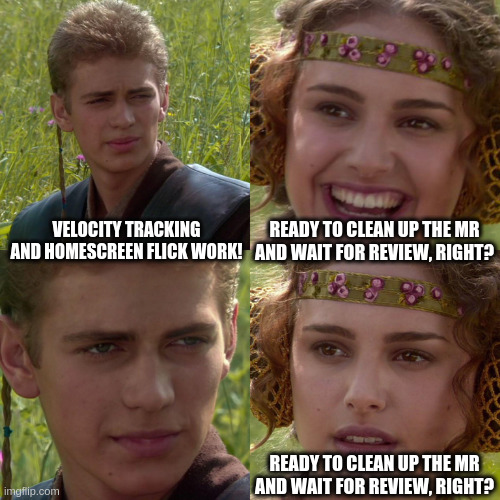 VELOCITY TRACKING
AND HOMESCREEN FLICK WORK!
READY TO CLEAN UP THE MR
AND WAIT FOR REVIEW, RIGHT?
READY TO CLEAN UP THE MR
AND WAIT FOR REVIEW, RIGHT?
imgflip.com